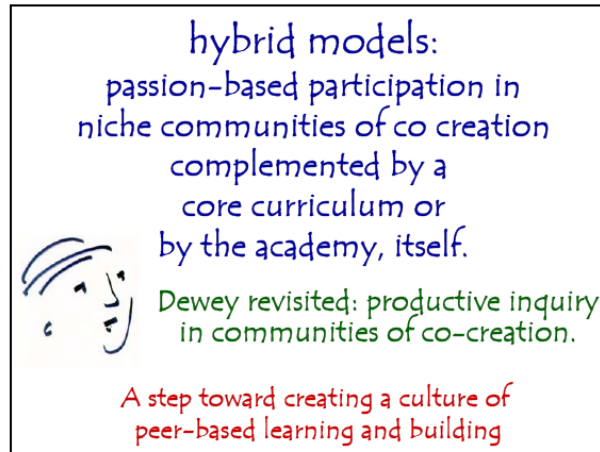 hybrid models:
passion-based participation in
niche communities of co creation
complemented by a
core curriculum or
by the academy, itself.
Dewey revisited: productive inquiry
in communities of co-creation.
A step toward creating a culture of
peer-based learning and building